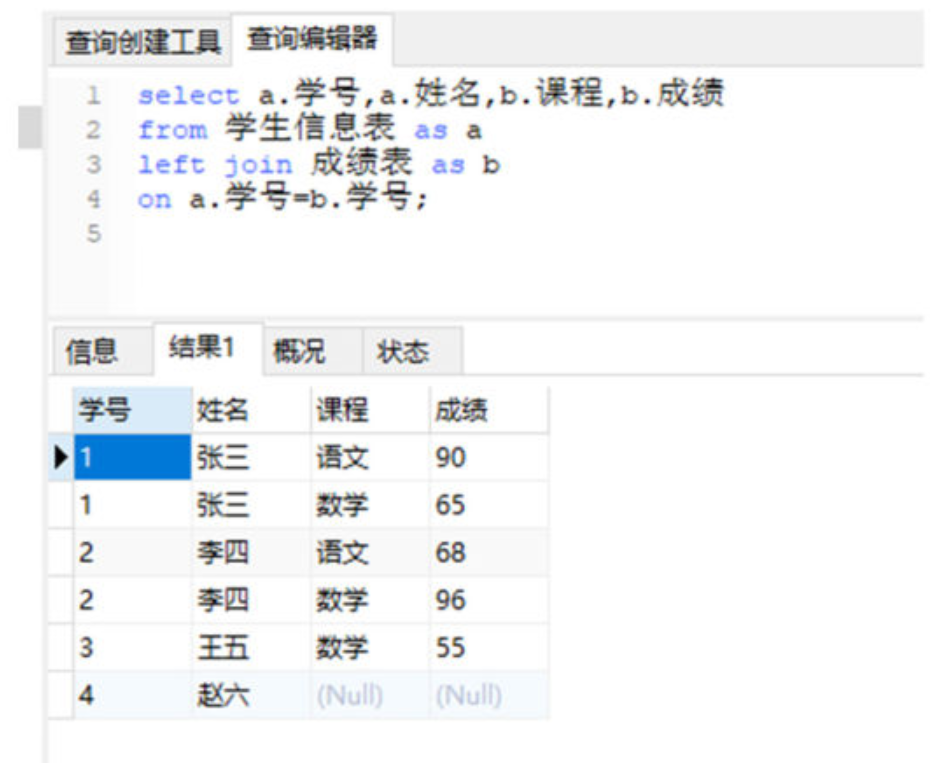 查询创建工具 查询编辑器
1 select a.学号,a.姓名,b.课程,b.成绩
2 from 学生信息表 as a
3 left join 成绩表 as b
4 on a.学号=b.学号;
5
信息 结果1 概况 状态
学号 姓名 课程 成绩
1 张三 语文 90
1 张三 数学 65
2 李四 语文 68
2 李四 数学 96
3 王五 数学 55
4 赵六 (Null) (Null)